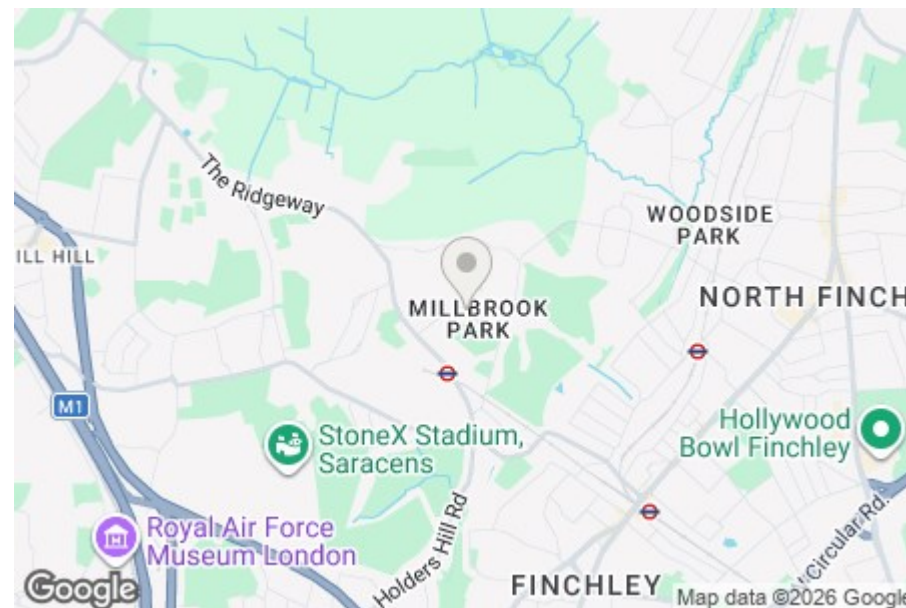 The Ridgeway
WOODSIDE
PARK
ILL HILL
MILLBROOK
PARK
NORTH FINCH
M1
StoneX Stadium,
Saracens
Hollywood
Bowl Finchley
Royal Air Force
Museum London
Holders Hill Rd
Circular Rd.
FINCHLEY
Google
Map data ©2026 Google